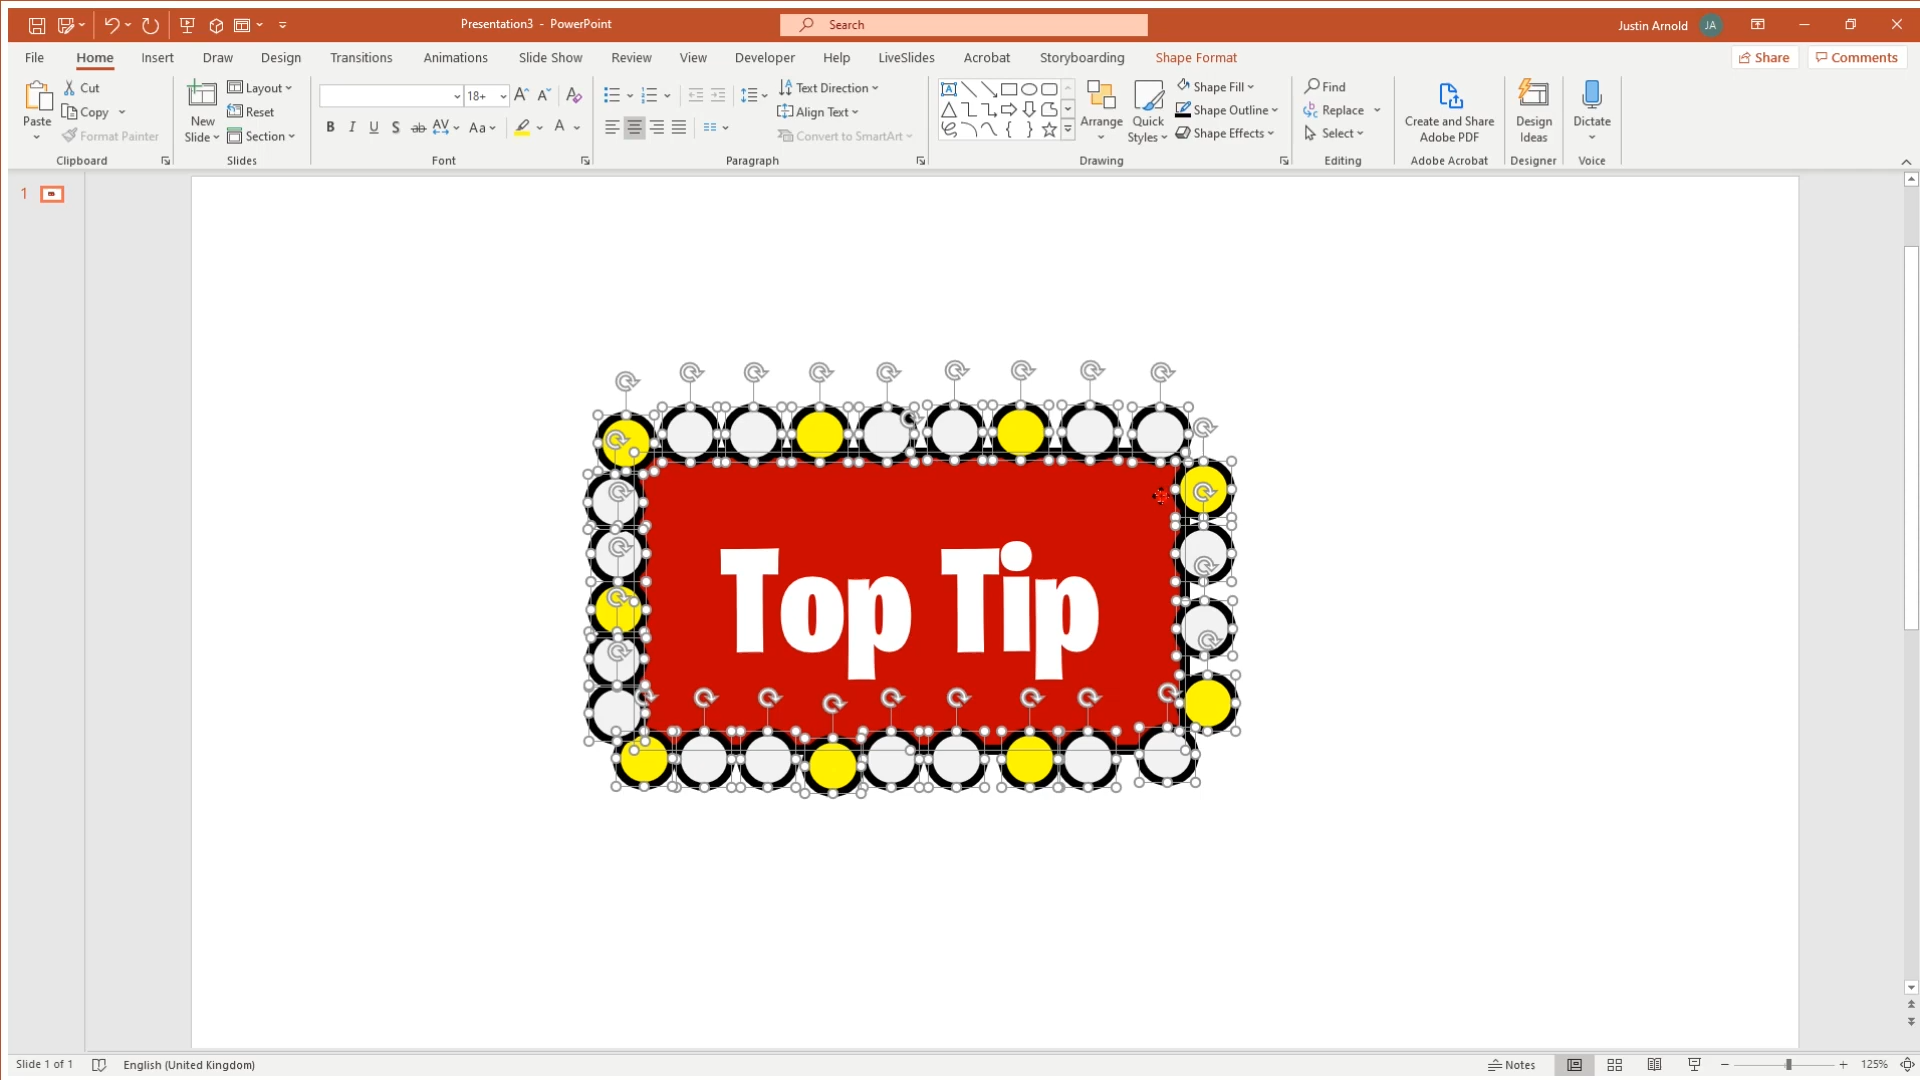 Presentation3 - PowerPoint
Search
Justin Arnold
JA
File
Home
Insert
Draw
Design
Transitions
Animations
Slide Show
Review
View
Developer
Help
LiveSlides
Acrobat
Storyboarding
Shape Format
Share
Comments
Paste
Cut
Copy
Format Painter
Clipboard
New
Slide
Layout
Reset
Section
Slides
18+
B I U S ab AV Aa A
Font
Text Direction
Align Text
Convert to SmartArt
Paragraph
Arrange
Quick
Styles
Shape Fill
Shape Outline
Shape Effects
Drawing
Find
Replace
Select
Editing
Create and Share
Adobe PDF
Adobe Acrobat
Design
Ideas
Designer
Dictate
Voice
1
Top Tip
Slide 1 of 1
English (United Kingdom)
Notes
125%